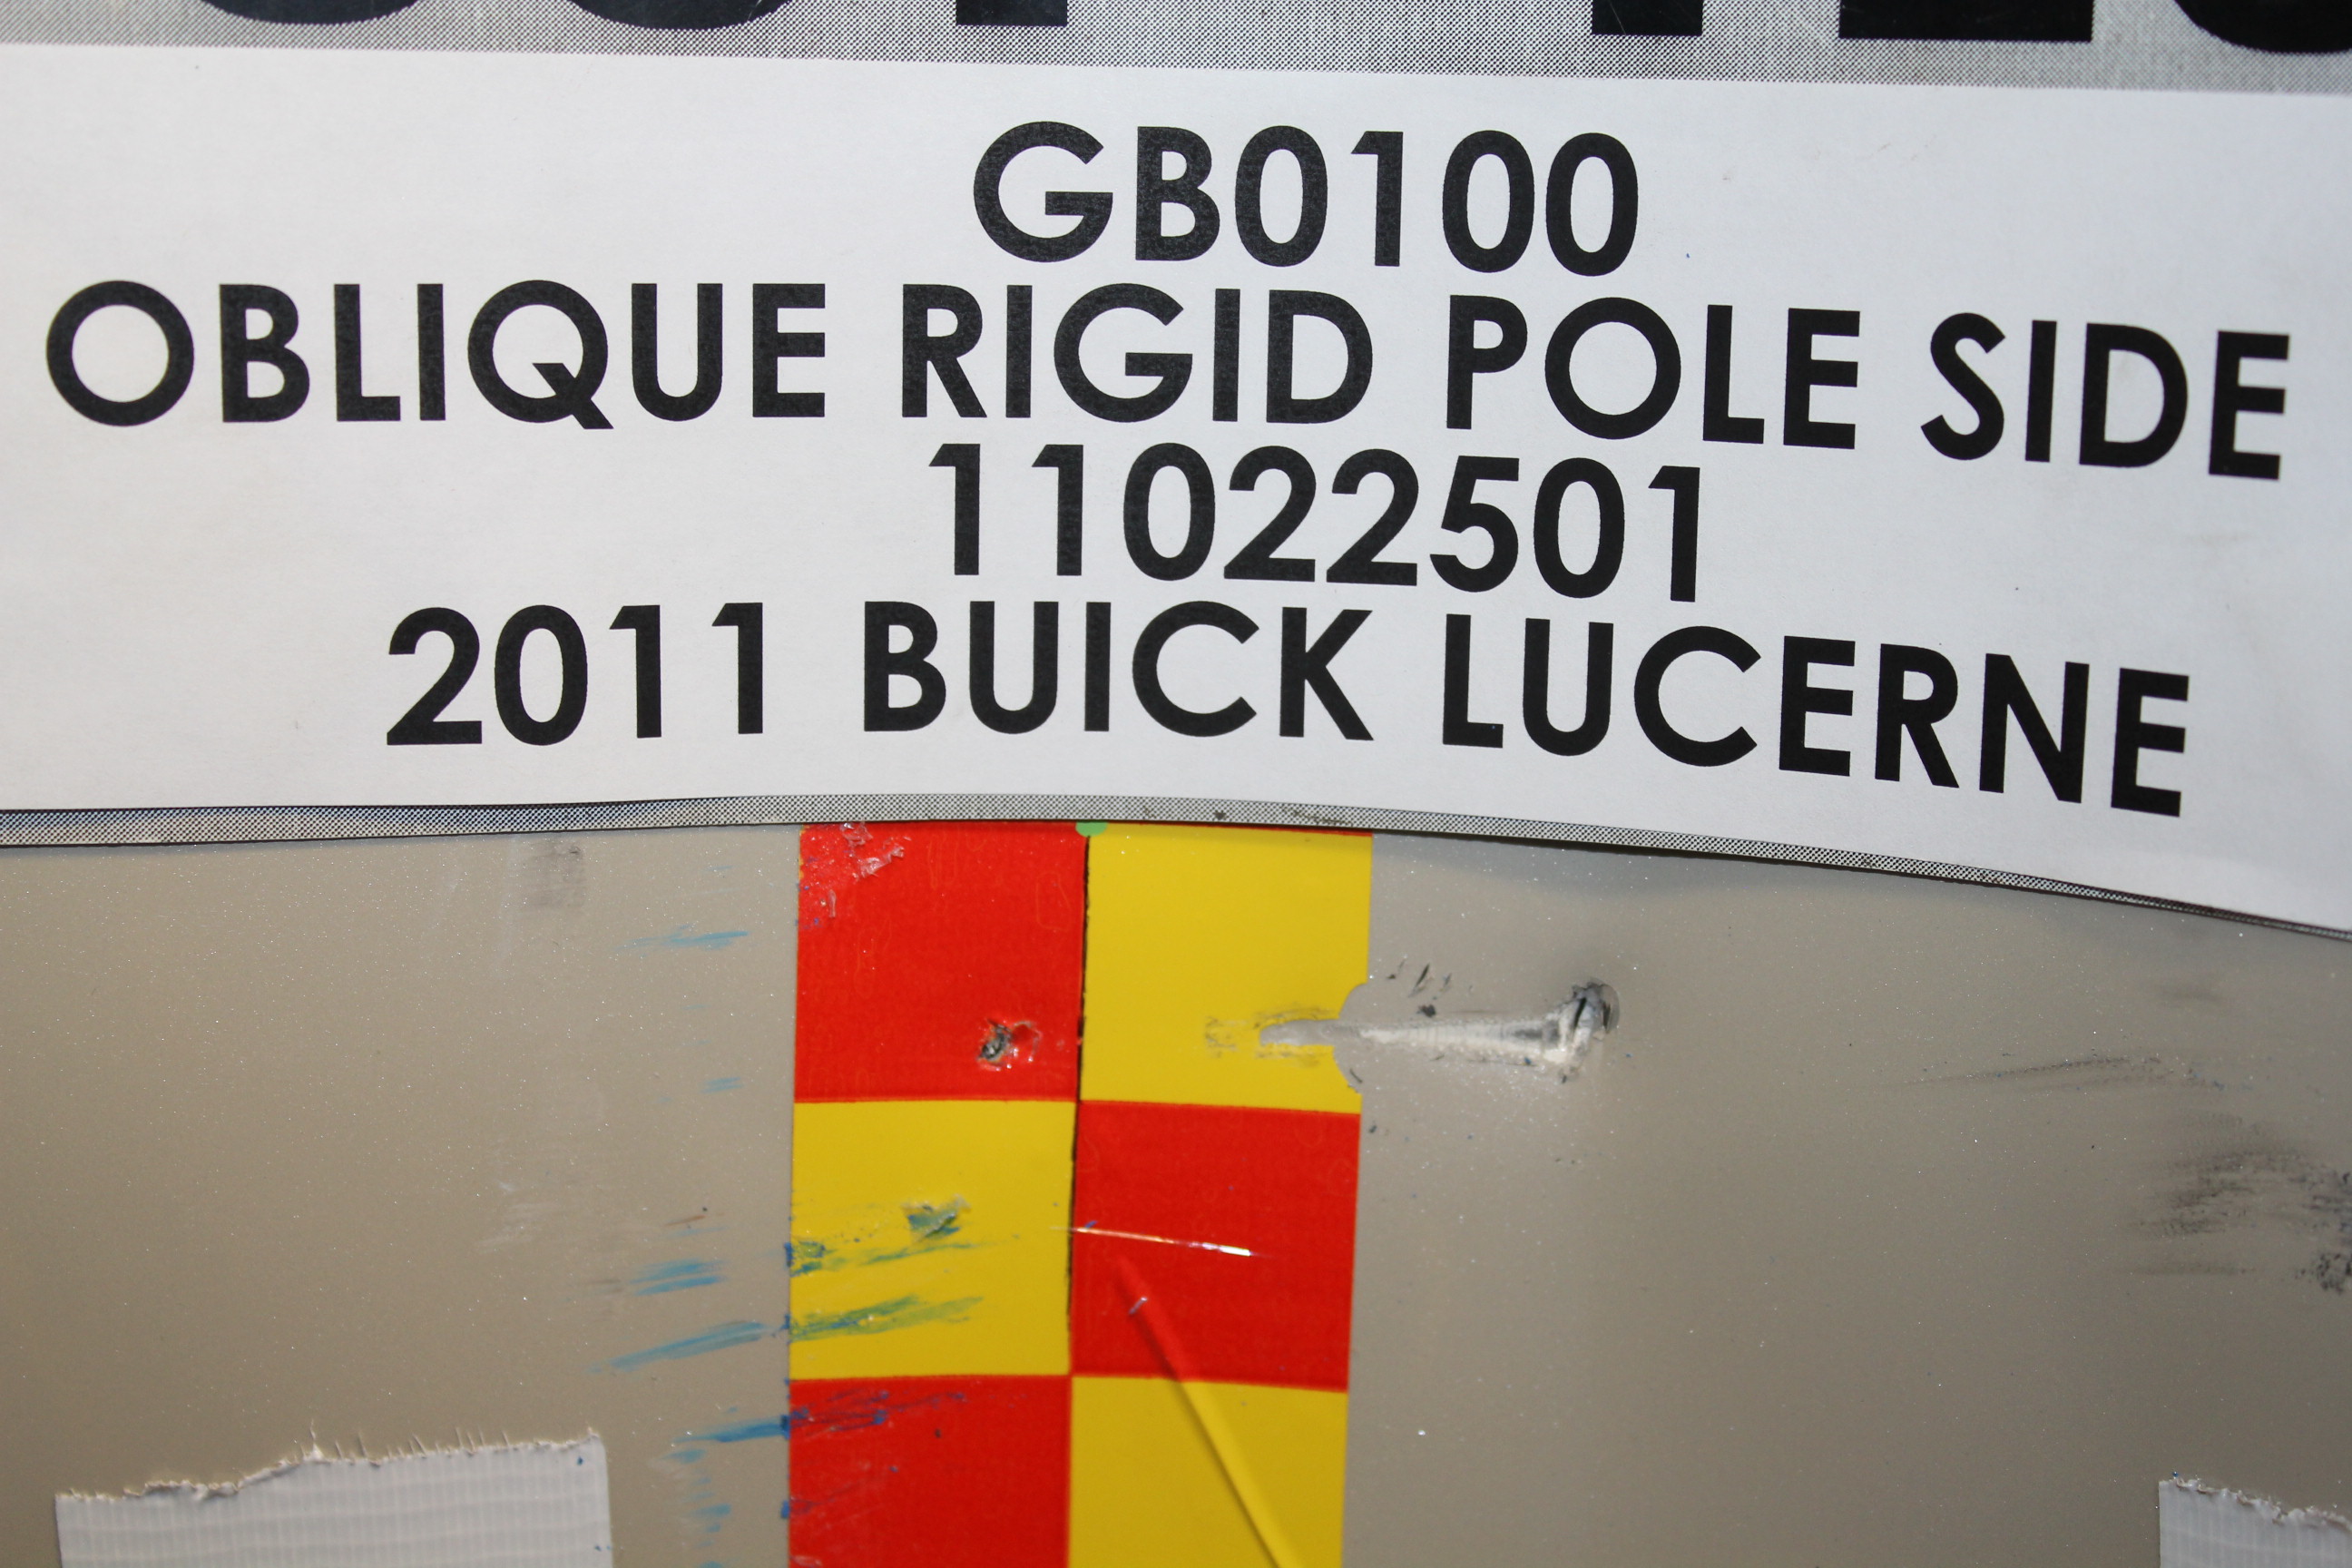 GB0100
OBLIQUE RIGID POLE SIDE
11022501
2011 BUICK LUCERNE